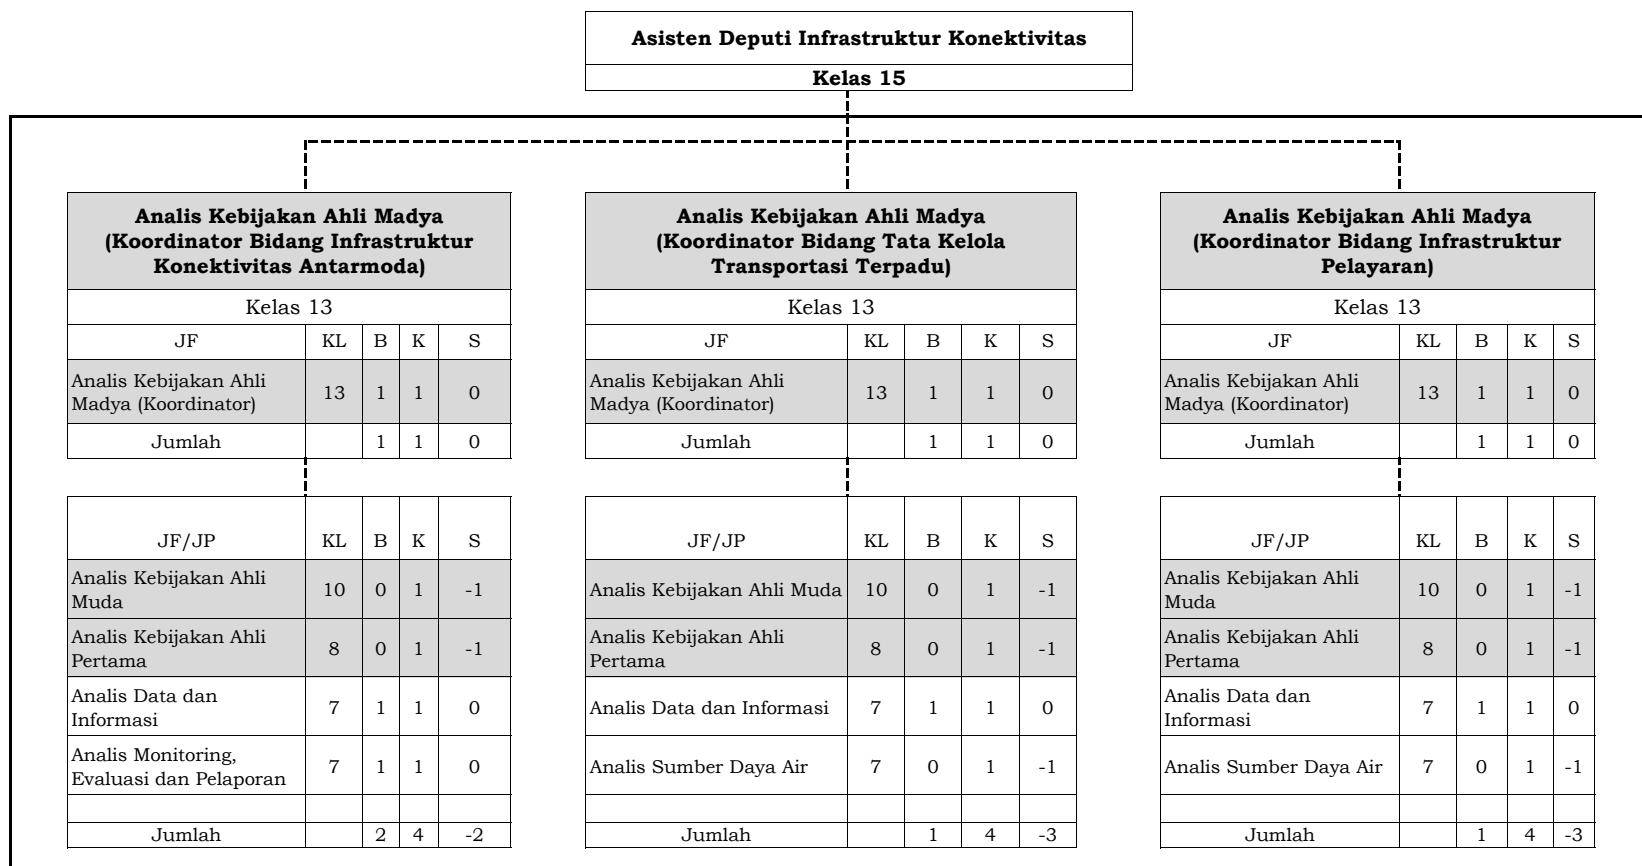 Asisten Deputi Infrastruktur Konektivitas
Kelas 15
Analis Kebijakan Ahli Madya
(Koordinator Bidang Infrastruktur
Konektivitas Antarmoda)
Kelas 13
JF KL B K S
Analis Kebijakan Ahli
Madya (Koordinator) 13 1 1 0
Jumlah 1 1 0
JF/JP KL B K S
Analis Kebijakan Ahli
Muda 10 0 1 -1
Analis Kebijakan Ahli
Pertama 8 0 1 -1
Analis Data dan
Informasi 7 1 1 0
Analis Monitoring,
Evaluasi dan Pelaporan 7 1 1 0
Jumlah 2 4 -2
Analis Kebijakan Ahli Madya
(Koordinator Bidang Tata Kelola
Transportasi Terpadu)
Kelas 13
JF KL B K S
Analis Kebijakan Ahli
Madya (Koordinator) 13 1 1 0
Jumlah 1 1 0
JF/JP KL B K S
Analis Kebijakan Ahli Muda 10 0 1 -1
Analis Kebijakan Ahli
Pertama 8 0 1 -1
Analis Data dan Informasi 7 1 1 0
Analis Sumber Daya Air 7 0 1 -1
Jumlah 1 4 -3
Analis Kebijakan Ahli Madya
(Koordinator Bidang Infrastruktur
Pelayaran)
Kelas 13
JF KL B K S
Analis Kebijakan Ahli
Madya (Koordinator) 13 1 1 0
Jumlah 1 1 0
JF/JP KL B K S
Analis Kebijakan Ahli
Muda 10 0 1 -1
Analis Kebijakan Ahli
Pertama 8 0 1 -1
Analis Data dan
Informasi 7 1 1 0
Analis Sumber Daya Air 7 0 1 -1
Jumlah 1 4 -3